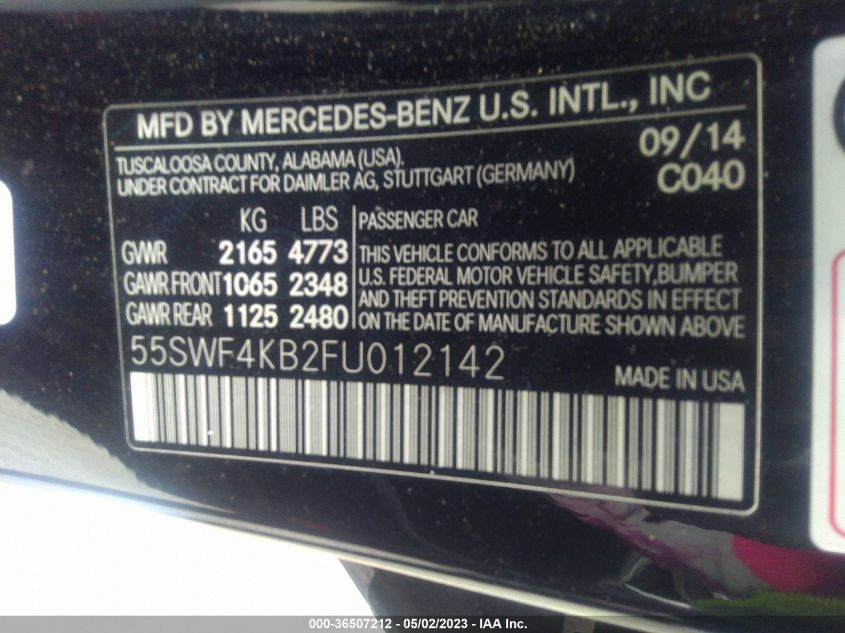 MFD BY MERCEDES-BENZ U.S. INTL., INC
TUSCALOOSA COUNTY, ALABAMA (USA). 09/14
UNDER CONTRACT FOR DAIMLER AG, STUTTGART (GERMANY) C040
KG LBS PASSENGER CAR
GVWR 2165 4773 THIS VEHICLE CONFORMS TO ALL APPLICABLE
GAWR FRONT 1065 2348 U.S. FEDERAL MOTOR VEHICLE SAFETY, BUMPER
AND THEFT PREVENTION STANDARDS IN EFFECT
GAWR REAR 1125 2480 ON THE DATE OF MANUFACTURE SHOWN ABOVE
55SWF4KB2FU012142 MADE IN USA
000-36507212 - 05/02/2023 - IAA Inc.